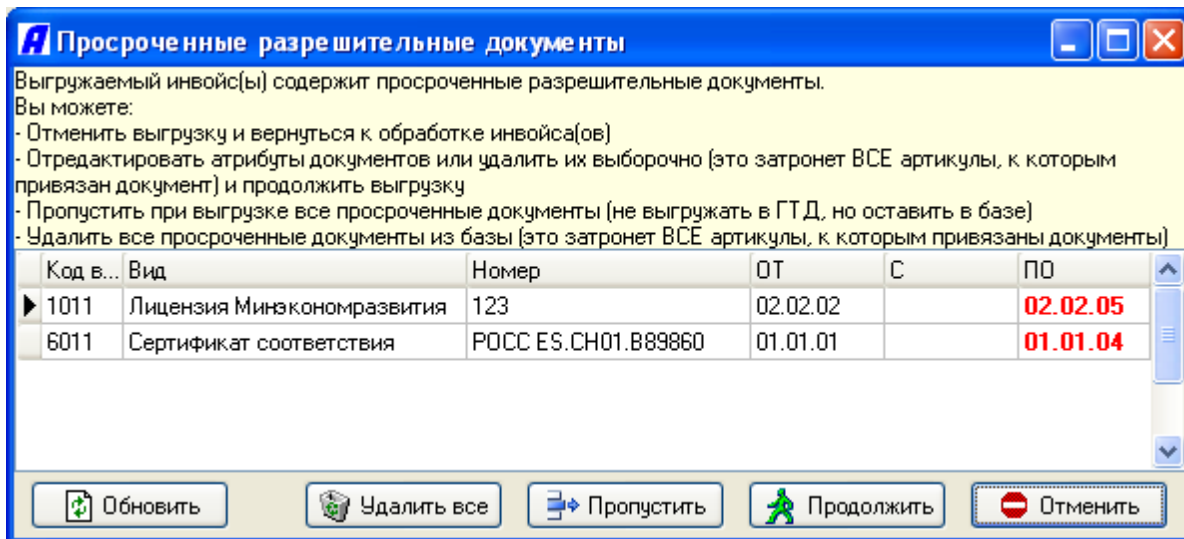 Просроченные разрешительные документы
Выгружаемый инвойс(ы) содержит просроченные разрешительные документы.
Вы можете:
- Отменить выгрузку и вернуться к обработке инвойса(ов)
- Отредактировать атрибуты документов или удалить их выборочно (это затронет ВСЕ артикулы, к которым
привязан документ) и продолжить выгрузку
- Пропустить при выгрузке все просроченные документы (не выгружать в ГТД, но оставить в базе)
- Удалить все просроченные документы из базы (это затронет ВСЕ артикулы, к которым привязаны документы)
Код в... Вид Номер ОТ С ПО
1011 Лицензия Минэкономразвития 123 02.02.02 02.02.05
6011 Сертификат соответствия РОСС ES.СН01.В89860 01.01.01 01.01.04
Обновить Удалить все Пропустить Продолжить Отменить